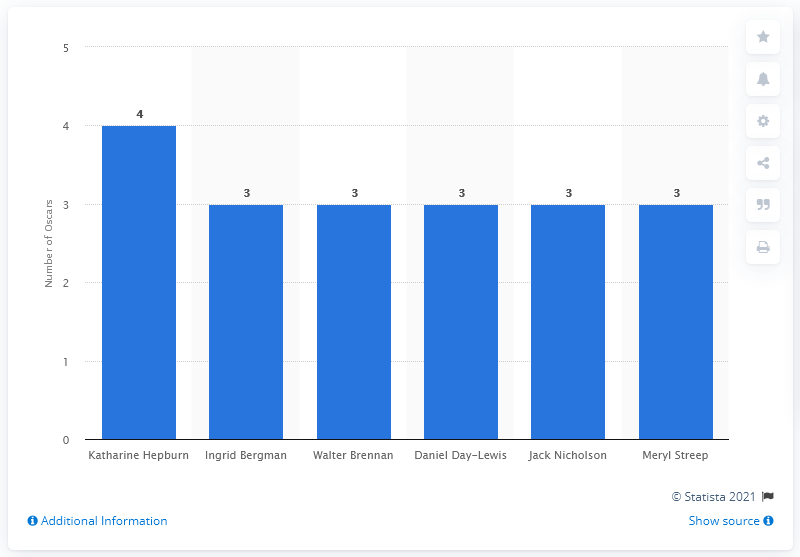 5
4
3
2
1
0
Number of Oscars
4
3
3
3
3
3
Katharine Hepburn
Ingrid Bergman
Walter Brennan
Daniel Day-Lewis
Jack Nicholson
Meryl Streep
© Statista 2021
Additional Information
Show source